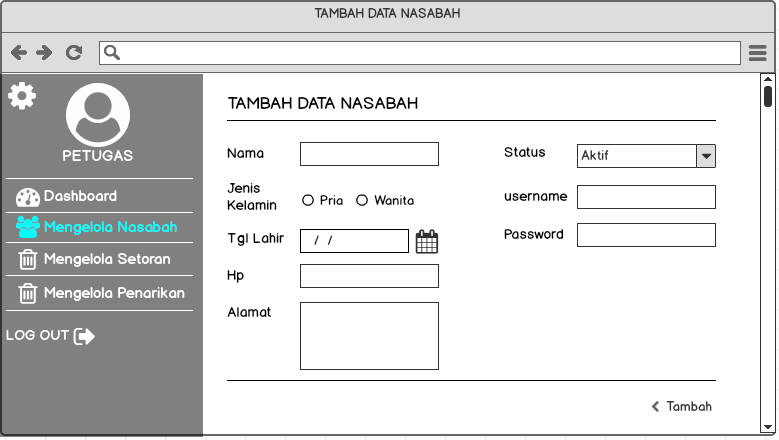 TAMBAH DATA NASABAH
PETUGAS
Dashboard
Mengelola Nasabah
Mengelola Setoran
Mengelola Penarikan
LOG OUT
TAMBAH DATA NASABAH
Nama
Jenis
Kelamin
Pria Wanita
Tgl Lahir / /
Hp
Alamat
Status Aktif
username
Password
Tambah